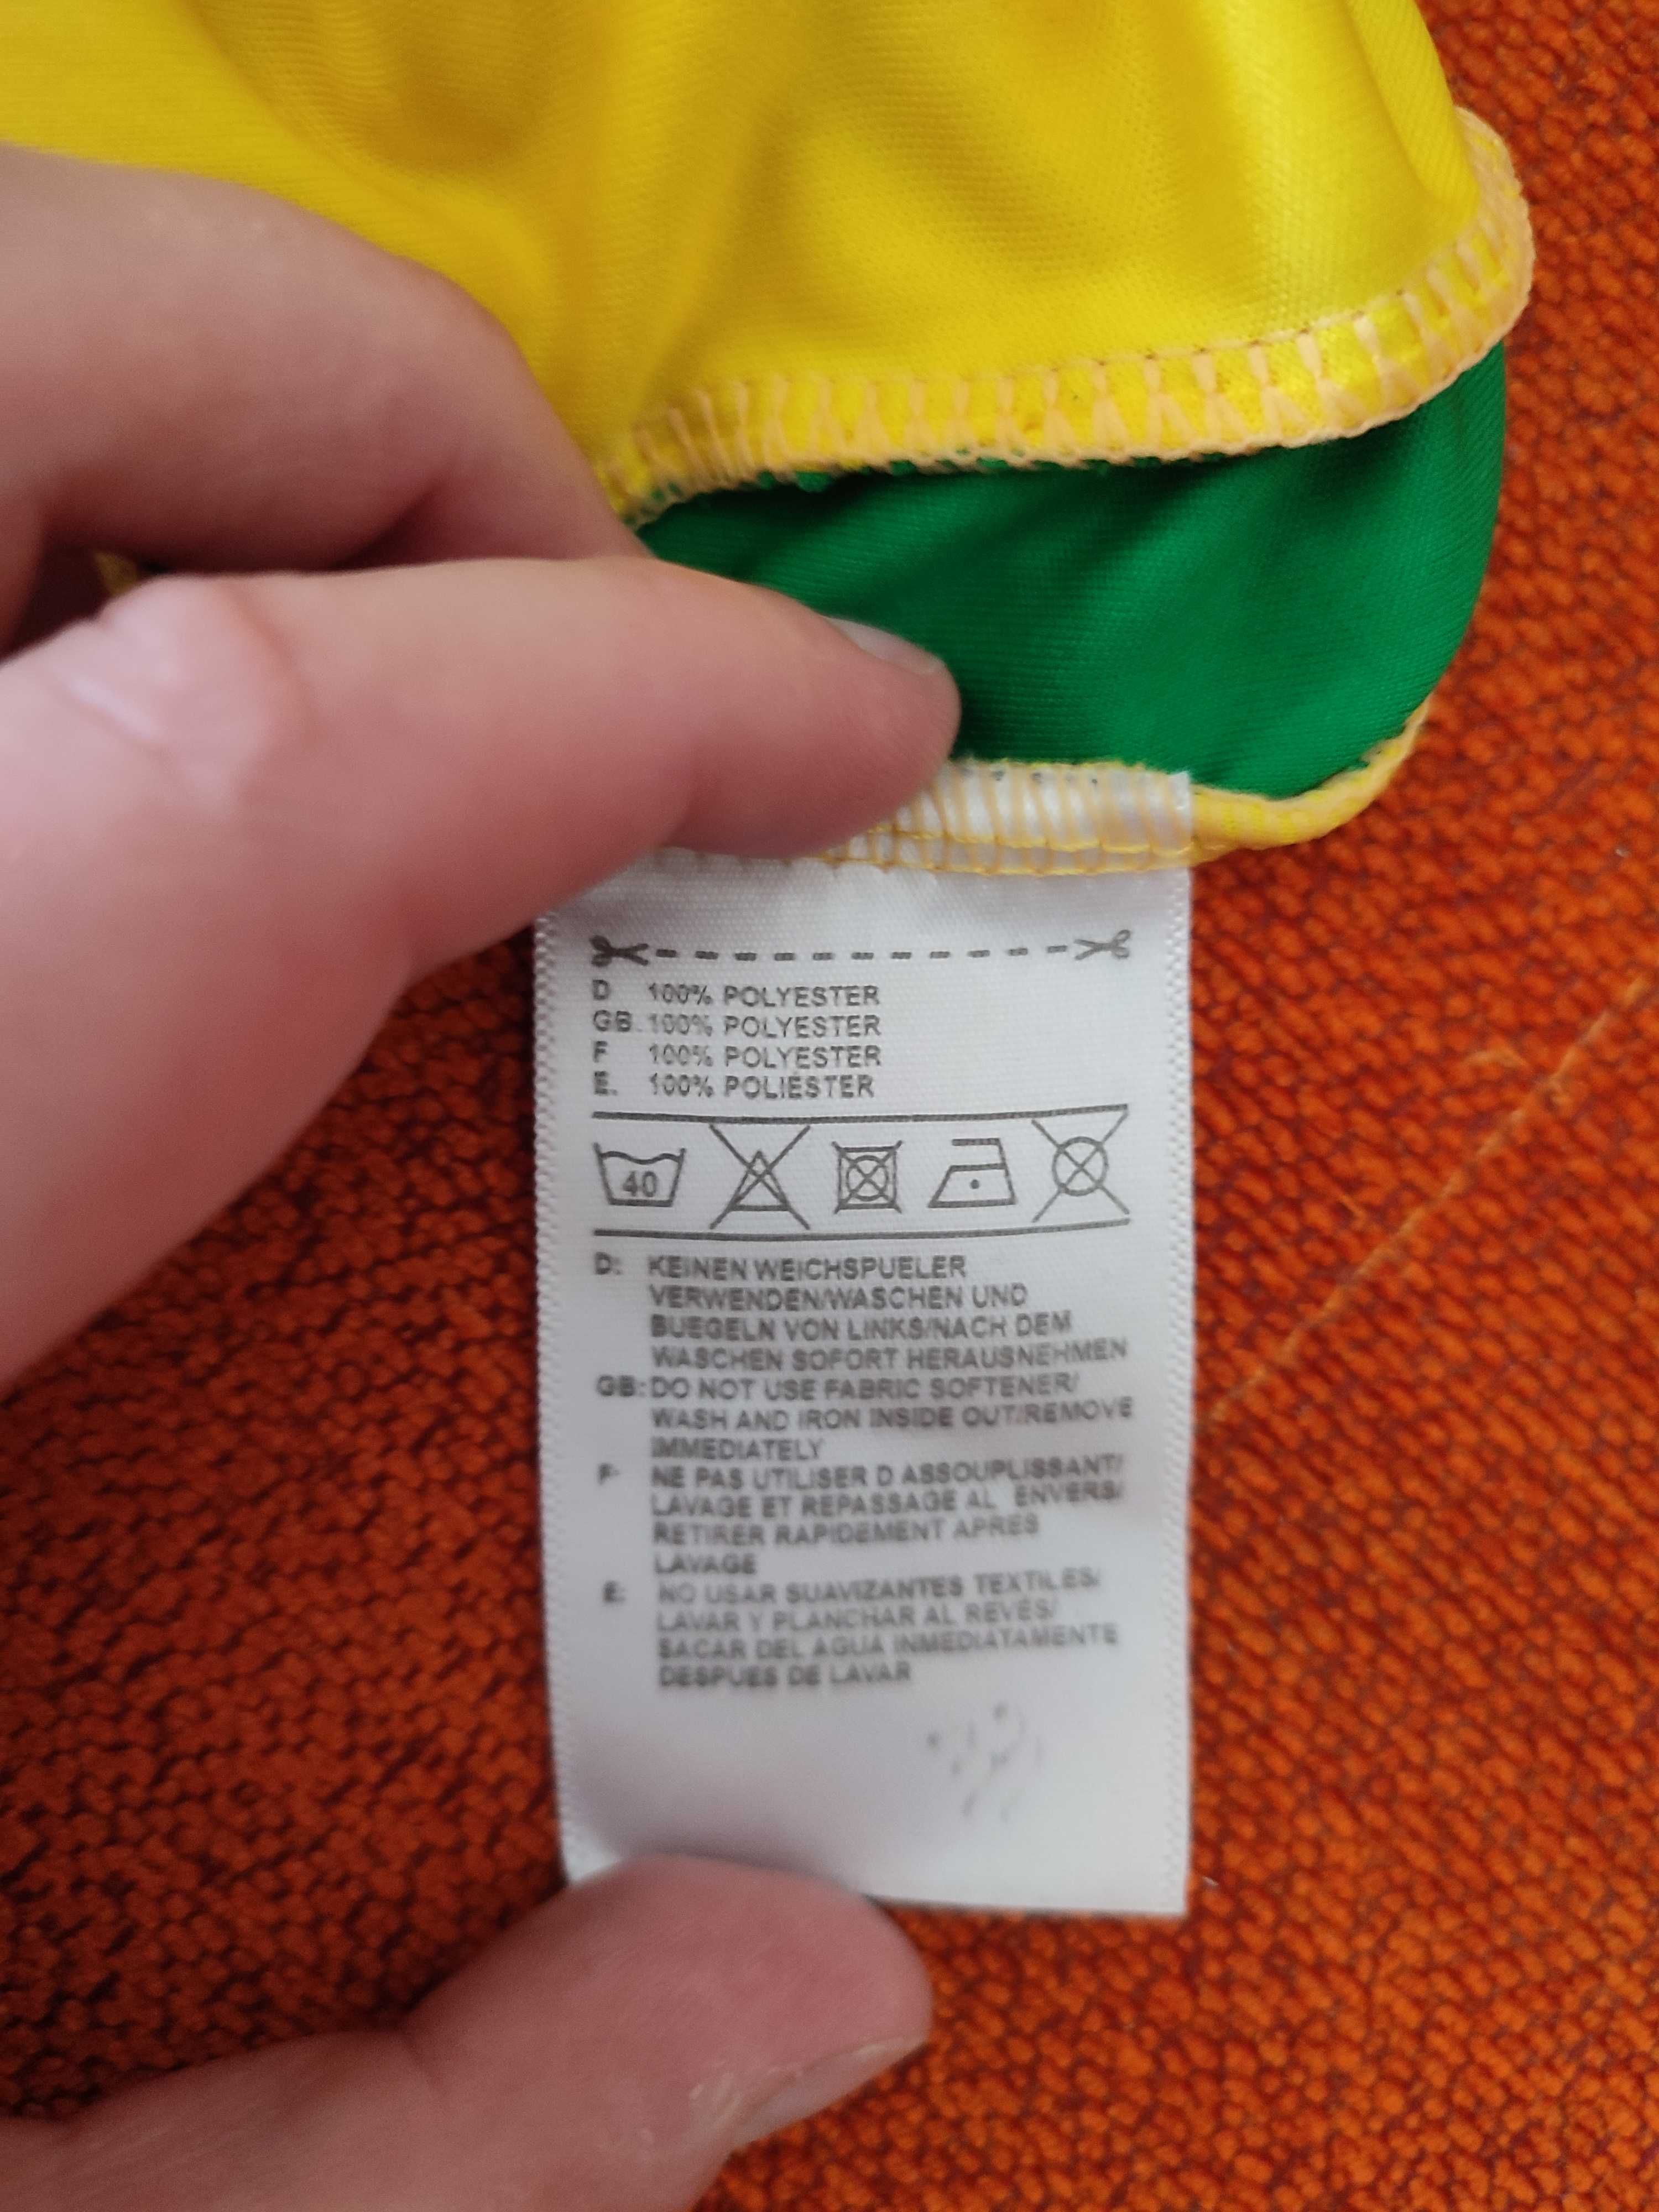 D 100% POLYESTER
GB. 100% POLYESTER
F 100% POLYESTER
E. 100% POLIÉSTER
40
D: KEINEN WEICHSPUELER
VERWENDEN/WASCHEN UND
BUEGELN VON LINKS/NACH DEM
WASCHEN SOFORT HERAUSNEHMEN
GB: DO NOT USE FABRIC SOFTENER/
WASH AND IRON INSIDE OUT/REMOVE
IMMEDIATELY
F: NE PAS UTILISER D ASSOUPLISSANT/
LAVAGE ET REPASSAGE AL ENVERS/
RETIRER RAPIDEMENT APRES
LAVAGE
E: NO USAR SUAVIZANTES TEXTILES/
LAVAR Y PLANCHAR AL REVÉS/
SACAR DEL AGUA INMEDIATAMENTE
DESPUES DE LAVAR